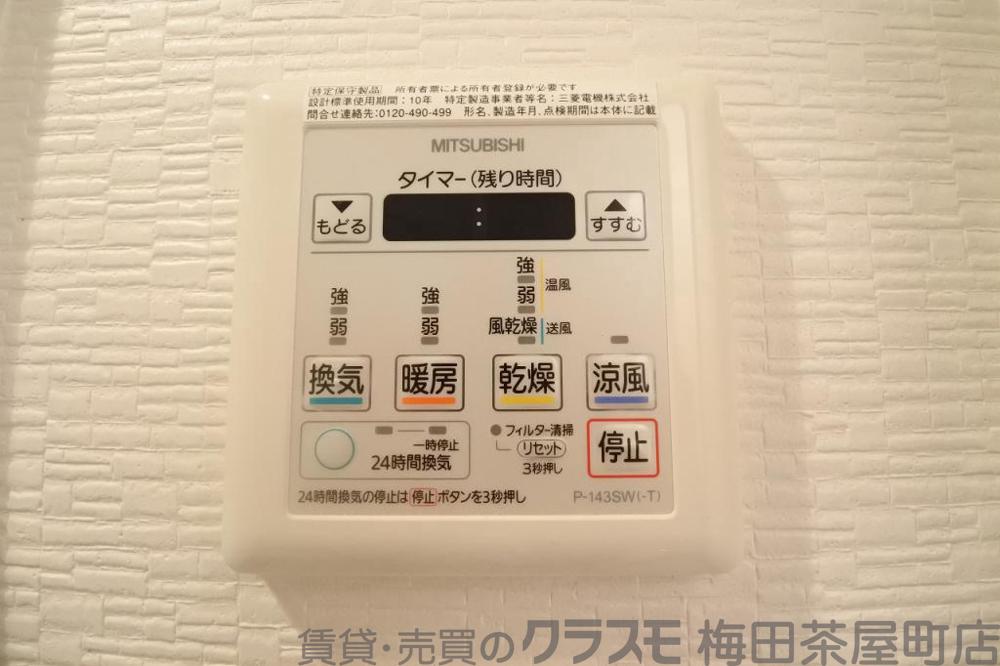 特定保守製品 所有者票による所有者登録が必要です
設計標準使用期間:10年 特定製造事業者等名:三菱電機株式会社
問合せ連絡先:0120-490-499 形名、製造年月、点検期間は本体に記載
MITSUBISHI
タイマー(残り時間)
▼
もどる
:
▲
すすむ
強
弱
強
弱
強
弱
温風
風乾燥
送風
換気
暖房
乾燥
涼風
一時停止
24時間換気
フィルター清掃
リセット
3秒押し
停止
24時間換気の停止は停止ボタンを3秒押し
P-143SW(-T)
賃貸・売買のクラスモ 梅田茶屋町店